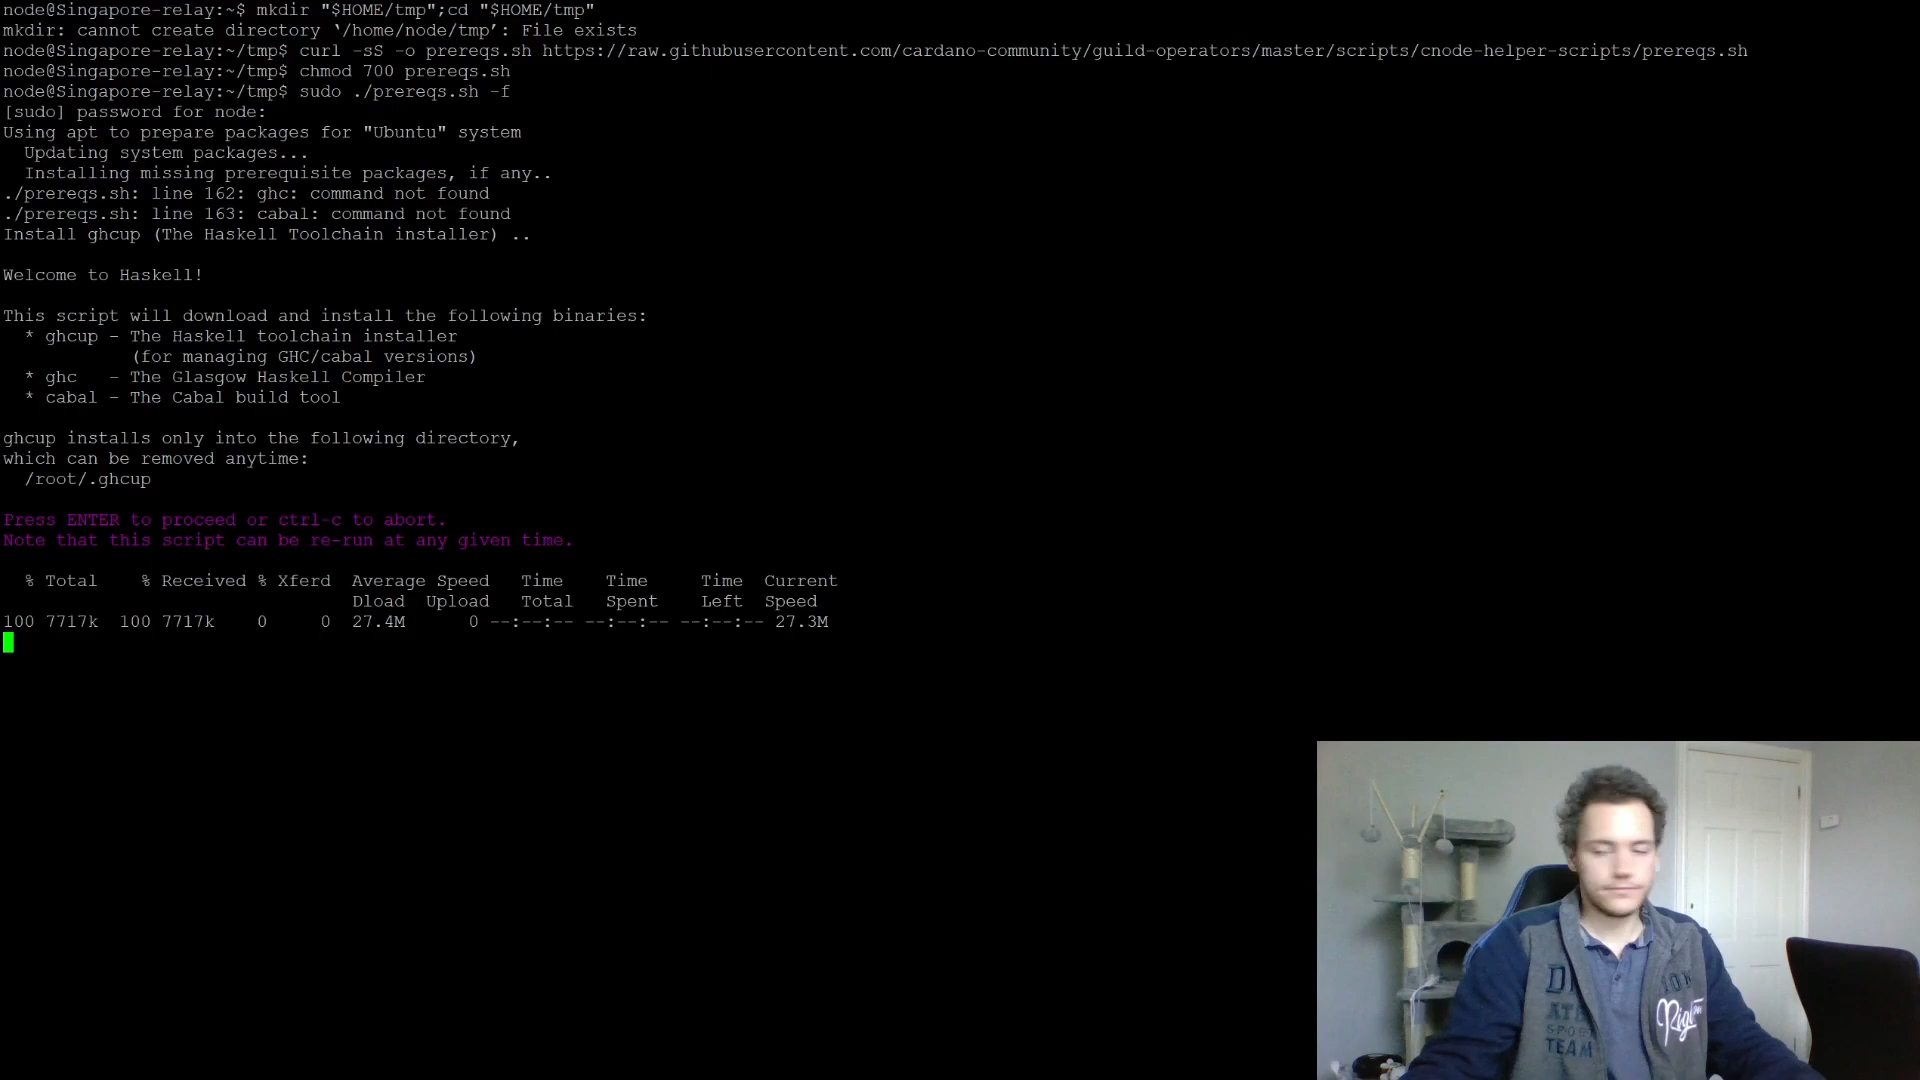 node@Singapore-relay:~$ mkdir "$HOME/tmp";cd "$HOME/tmp"
mkdir: cannot create directory ‘/home/node/tmp’: File exists
node@Singapore-relay:~/tmp$ curl -sS -o prereqs.sh https://raw.githubusercontent.com/cardano-community/guild-operators/master/scripts/cnode-helper-scripts/prereqs.sh
node@Singapore-relay:~/tmp$ chmod 700 prereqs.sh
node@Singapore-relay:~/tmp$ sudo ./prereqs.sh -f
[sudo] password for node:
Using apt to prepare packages for "Ubuntu" system
  Updating system packages...
  Installing missing prerequisite packages, if any..
./prereqs.sh: line 162: ghc: command not found
./prereqs.sh: line 163: cabal: command not found
Install ghcup (The Haskell Toolchain installer) ..
Welcome to Haskell!
This script will download and install the following binaries:
  * ghcup - The Haskell toolchain installer
            (for managing GHC/cabal versions)
  * ghc   - The Glasgow Haskell Compiler
  * cabal - The Cabal build tool
ghcup installs only into the following directory,
which can be removed anytime:
  /root/.ghcup
Press ENTER to proceed or ctrl-c to abort.
Note that this script can be re-run at any given time.
  % Total    % Received % Xferd  Average Speed   Time    Time     Time  Current
                                 Dload  Upload   Total   Spent    Left  Speed
100 7717k  100 7717k    0     0  27.4M      0 --:--:-- --:--:-- --:--:-- 27.3M
TEAM